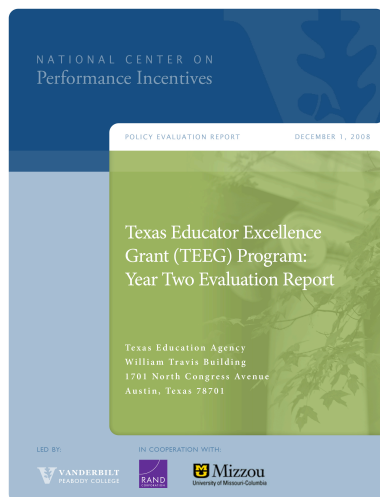 NATIONAL CENTER ON
Performance Incentives
POLICY EVALUATION REPORT
DECEMBER 1, 2008
Texas Educator Excellence
Grant (TEEG) Program:
Year Two Evaluation Report
Texas Education Agency
William Travis Building
1701 North Congress Avenue
Austin, Texas 78701
LED BY:
IN COOPERATION WITH:
VANDERBILT
PEABODY COLLEGE
RAND
CORPORATION
Mizzou
University of Missouri-Columbia